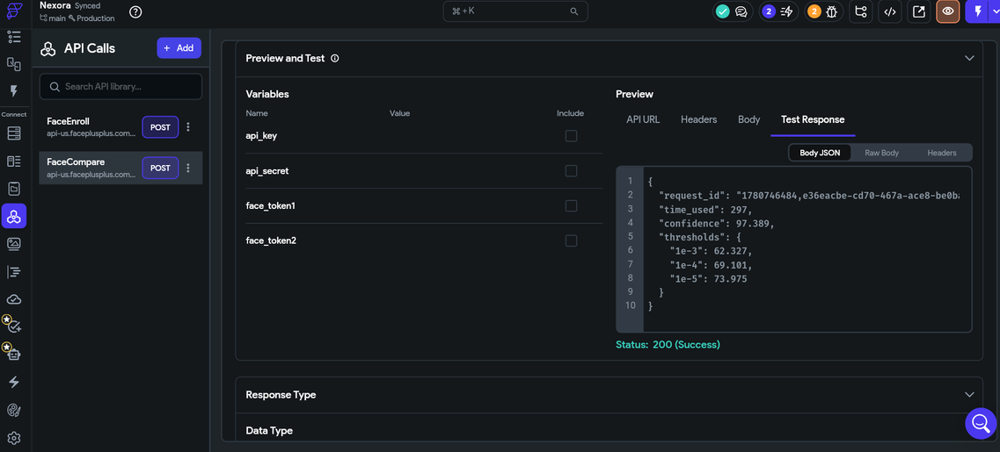 Nexora Synced
main Production
⌘+K
2
2
API Calls
+ Add
Search API library...
Connect
FaceEnroll
api-us.faceplusplus.com...
POST
FaceCompare
api-us.faceplusplus.com...
POST
Preview and Test
Variables
Name Value Include
api_key
api_secret
face_token1
face_token2
Preview
API URL Headers Body Test Response
Body JSON Raw Body Headers
1 {
2 "request_id": "1780746484,e36eacbe-cd70-467a-ace8-be0b
3 "time_used": 297,
4 "confidence": 97.389,
5 "thresholds": {
6 "1e-3": 62.327,
7 "1e-4": 69.101,
8 "1e-5": 73.975
9 }
10 }
Status: 200 (Success)
Response Type
Data Type